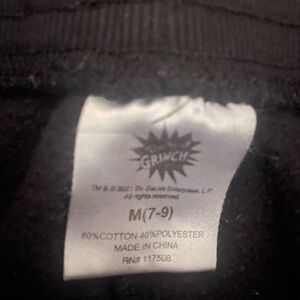 GRINCH
TM & © 2021 Dr. Seuss Enterprises, L.P.
All rights reserved.
M(7-9)
60%COTTON 40%POLYESTER
MADE IN CHINA
RN# 117508